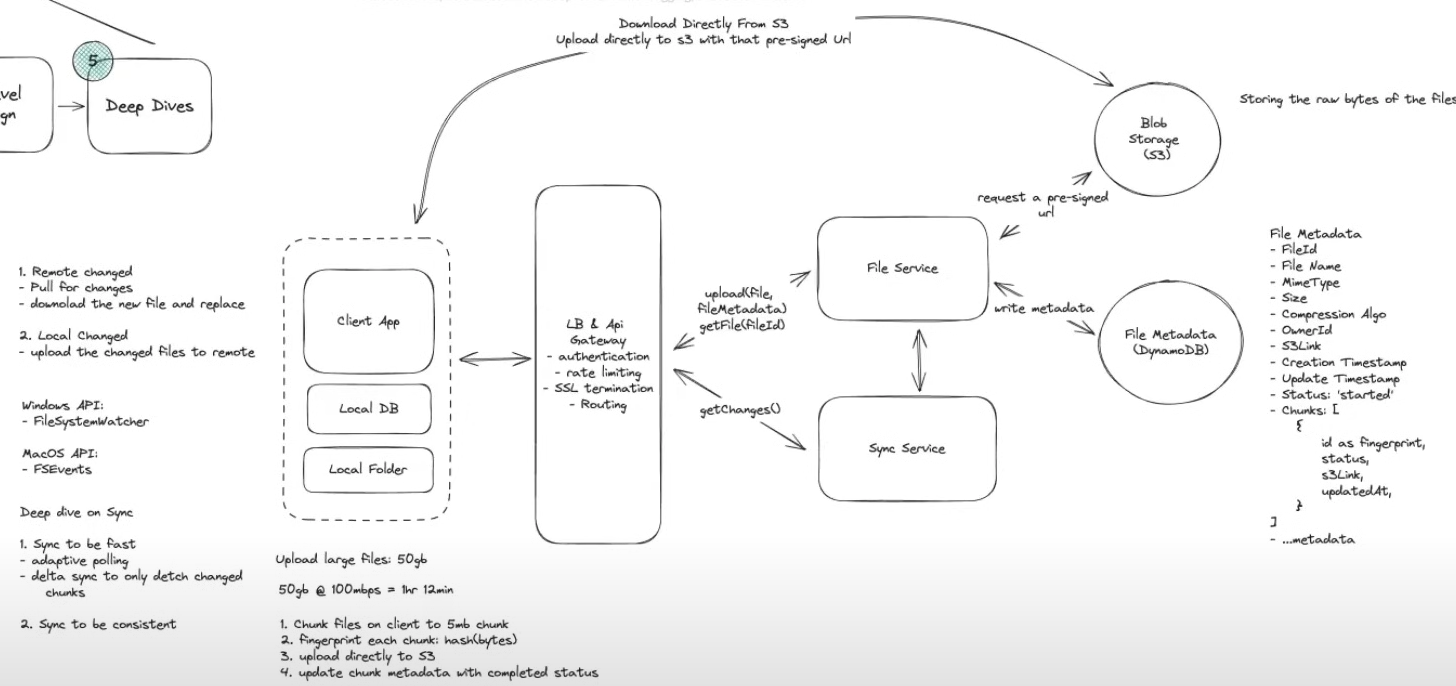 Download Directly From S3
Upload directly to s3 with that pre-signed Url
5
Deep Dives
Blob
Storage
(S3)
Storing the raw bytes of the files
request a pre-signed
url
1. Remote changed
- Pull for changes
- downolad the new file and replace
2. Local Changed
- upload the changed files to remote
Windows API:
- FileSystemWatcher
MacOS API:
- FSEvents
Deep dive on Sync
1. Sync to be fast
- adaptive polling
- delta sync to only detch changed
chunks
2. Sync to be consistent
Client App
Local DB
Local Folder
LB & Api
Gateway
- authentication
- rate limiting
- SSL termination
- Routing
upload(file,
fileMetadata)
getFile(fileId)
getChanges()
File Service
Sync Service
write metadata
File Metadata
(DynamoDB)
File Metadata
- FileId
- File Name
- MimeType
- Size
- Compression Algo
- OwnerId
- S3Link
- Creation Timestamp
- Update Timestamp
- Status: 'started'
- Chunks: [
{
id as fingerprint,
status,
s3Link,
updatedAt,
}
]
- ...metadata
Upload large files: 50gb
50gb @ 100mbps = 1hr 12min
1. Chunk files on client to 5mb chunk
2. fingerprint each chunk: hash(bytes)
3. upload directly to S3
4. update chunk metadata with completed status